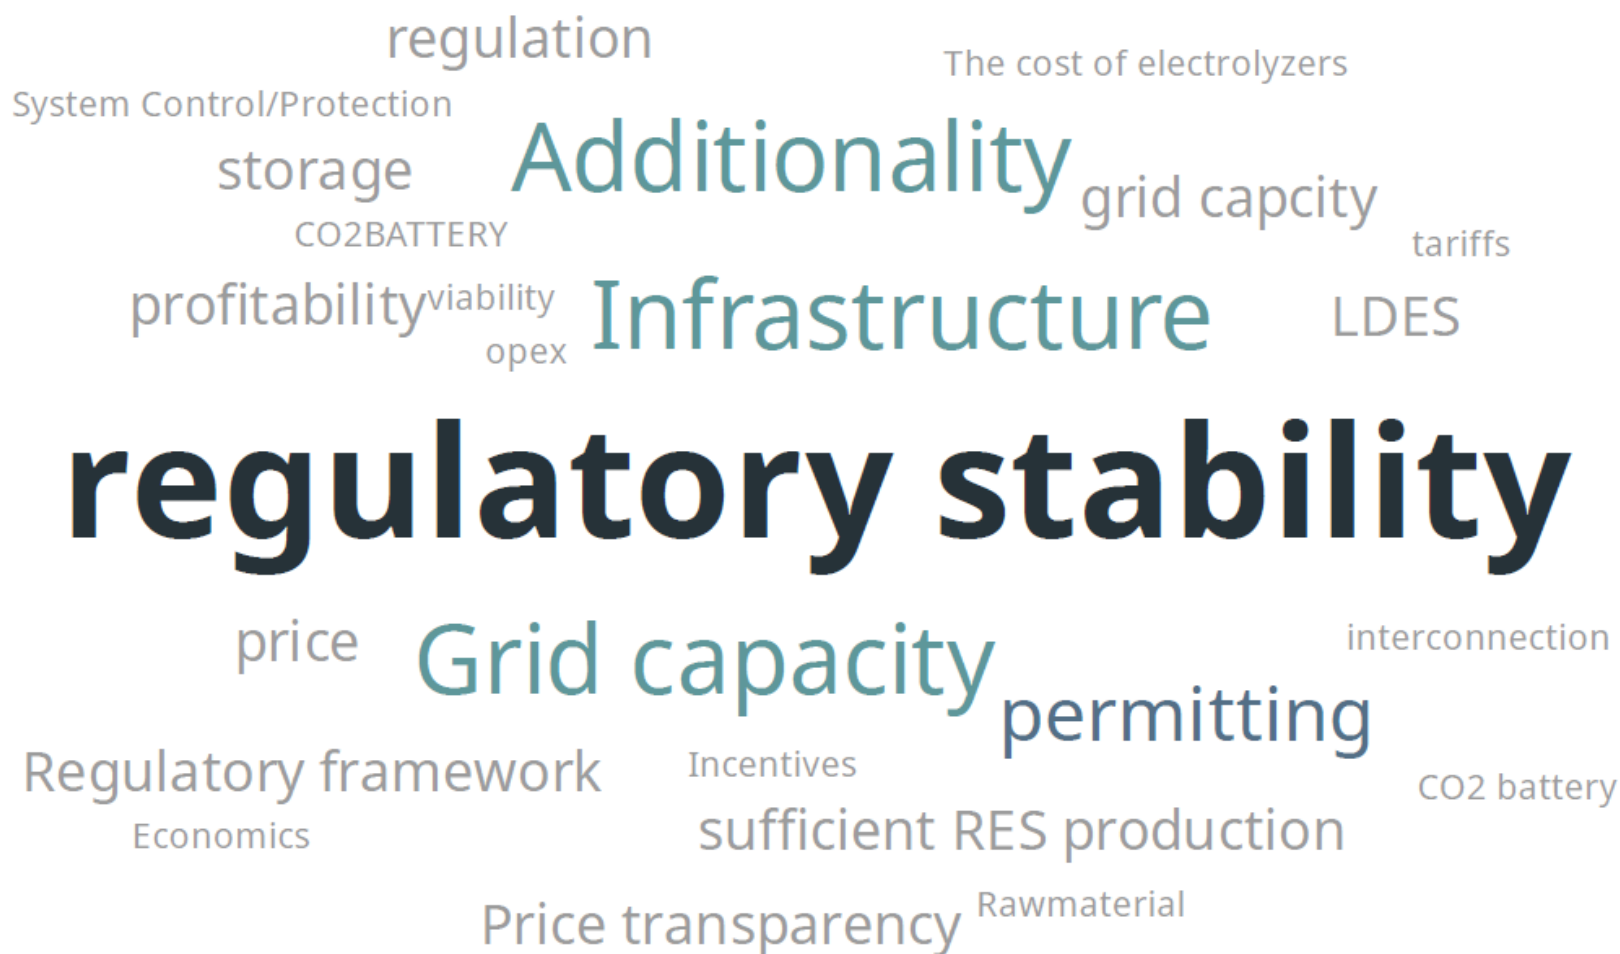 regulation
The cost of electrolyzers
System Control/Protection
Additionality
storage
grid capcity
CO2BATTERY
tariffs
profitability
viability
Infrastructure
LDES
opex
regulatory stability
price
Grid capacity
interconnection
permitting
Regulatory framework
Incentives
CO2 battery
Economics
sufficient RES production
Rawmaterial
Price transparency